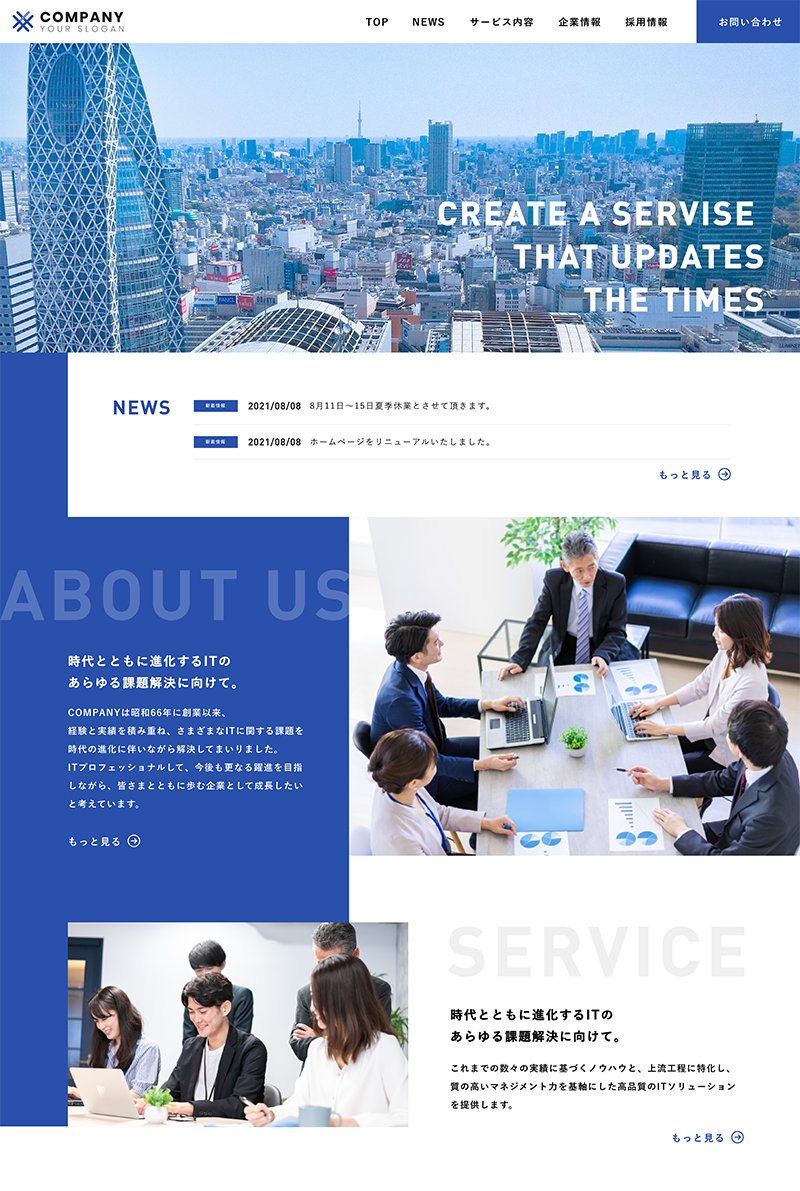 COMPANY
YOUR SLOGAN
TOP NEWS サービス内容 企業情報 採用情報 お問い合わせ
CREATE A SERVISE
THAT UPDATES
THE TIMES
NEWS
新着情報 2021/08/08 8月11日〜15日夏季休業とさせて頂きます。
新着情報 2021/08/08 ホームページをリニューアルいたしました。
もっと見る
ABOUT US
時代とともに進化するITの
あらゆる課題解決に向けて。
COMPANYは昭和66年に創業以来、
経験と実績を積み重ね、さまざまなITに関する課題を
時代の進化に伴いながら解決してまいりました。
ITプロフェッショナルして、今後も更なる躍進を目指
しながら、皆さまとともに歩む企業として成長したい
と考えています。
もっと見る
SERVICE
時代とともに進化するITの
あらゆる課題解決に向けて。
これまでの数々の実績に基づくノウハウと、上流工程に特化し、
質の高いマネジメント力を基軸にした高品質のITソリューション
を提供します。
もっと見る